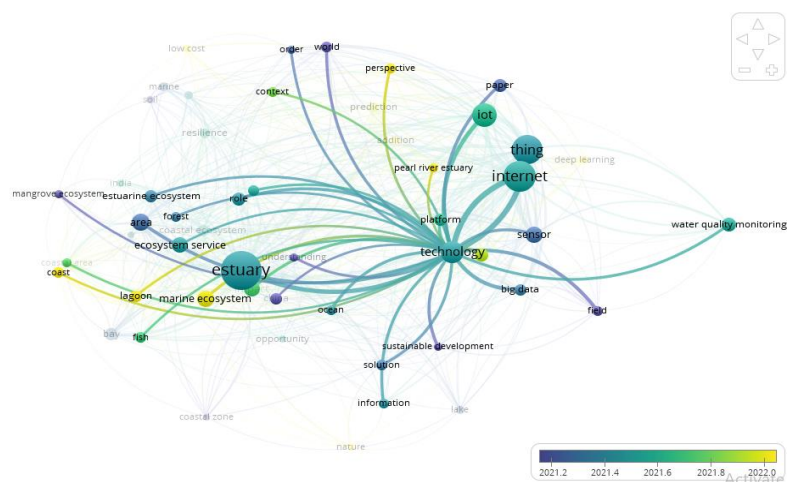 low cost
order
world
perspective
marine
soil
context
paper
prediction
iot
resilience
addition
thing
deep learning
pearl river estuary
internet
india
mangrove ecosystem
estuarine ecosystem
role
forest
area
platform
water quality monitoring
coastal ecosystem
sensor
ecosystem service
technology
understanding
coastal area
estuary
coast
big data
lagoon
marine ecosystem
ocean
field
bay
fish
opportunity
sustainable development
solution
information
lake
coastal zone
nature
2021.2 2021.4 2021.6 2021.8 2022.0
Activate